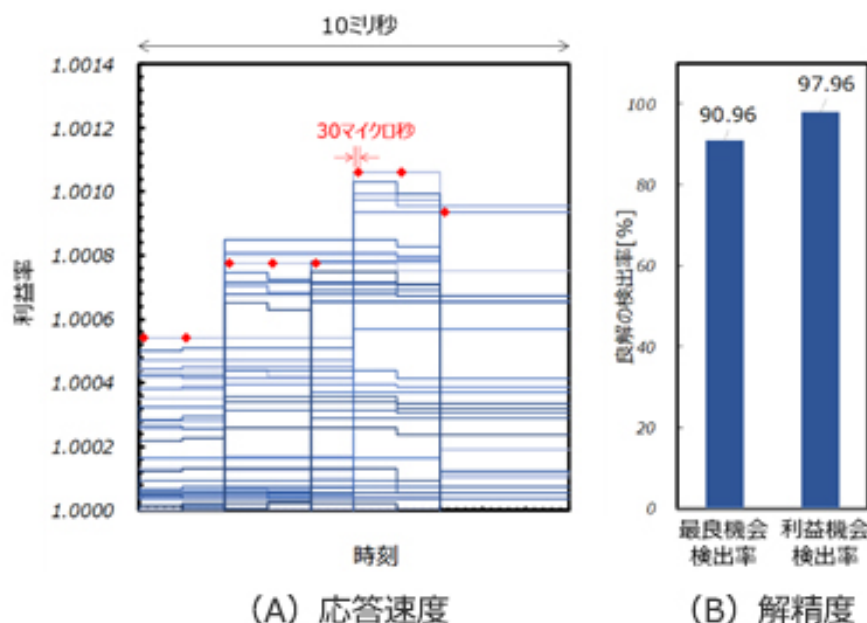 10ミリ秒
1.0014
1.0012
1.0010
1.0008
1.0006
1.0004
1.0002
1.0000
利益率
30マイクロ秒
時刻
(A) 応答速度
97.96
90.96
100
80
60
40
20
0
良解の検出率[%]
最良機会
検出率
利益機会
検出率
(B) 解精度